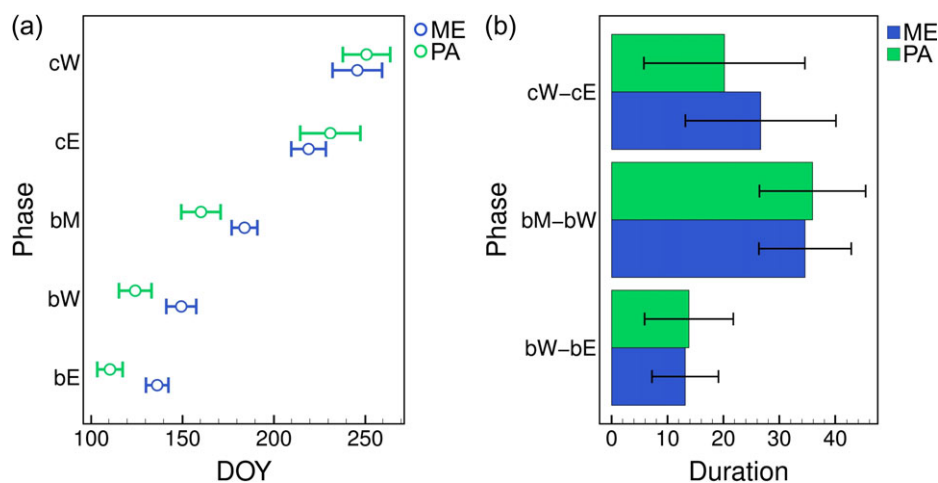 (a)
ME
PA
cW
cE
bM
bW
bE
Phase
100 150 200 250
DOY
(b)
ME
PA
cW−cE
bM−bW
bW−bE
Phase
0 10 20 30 40
Duration